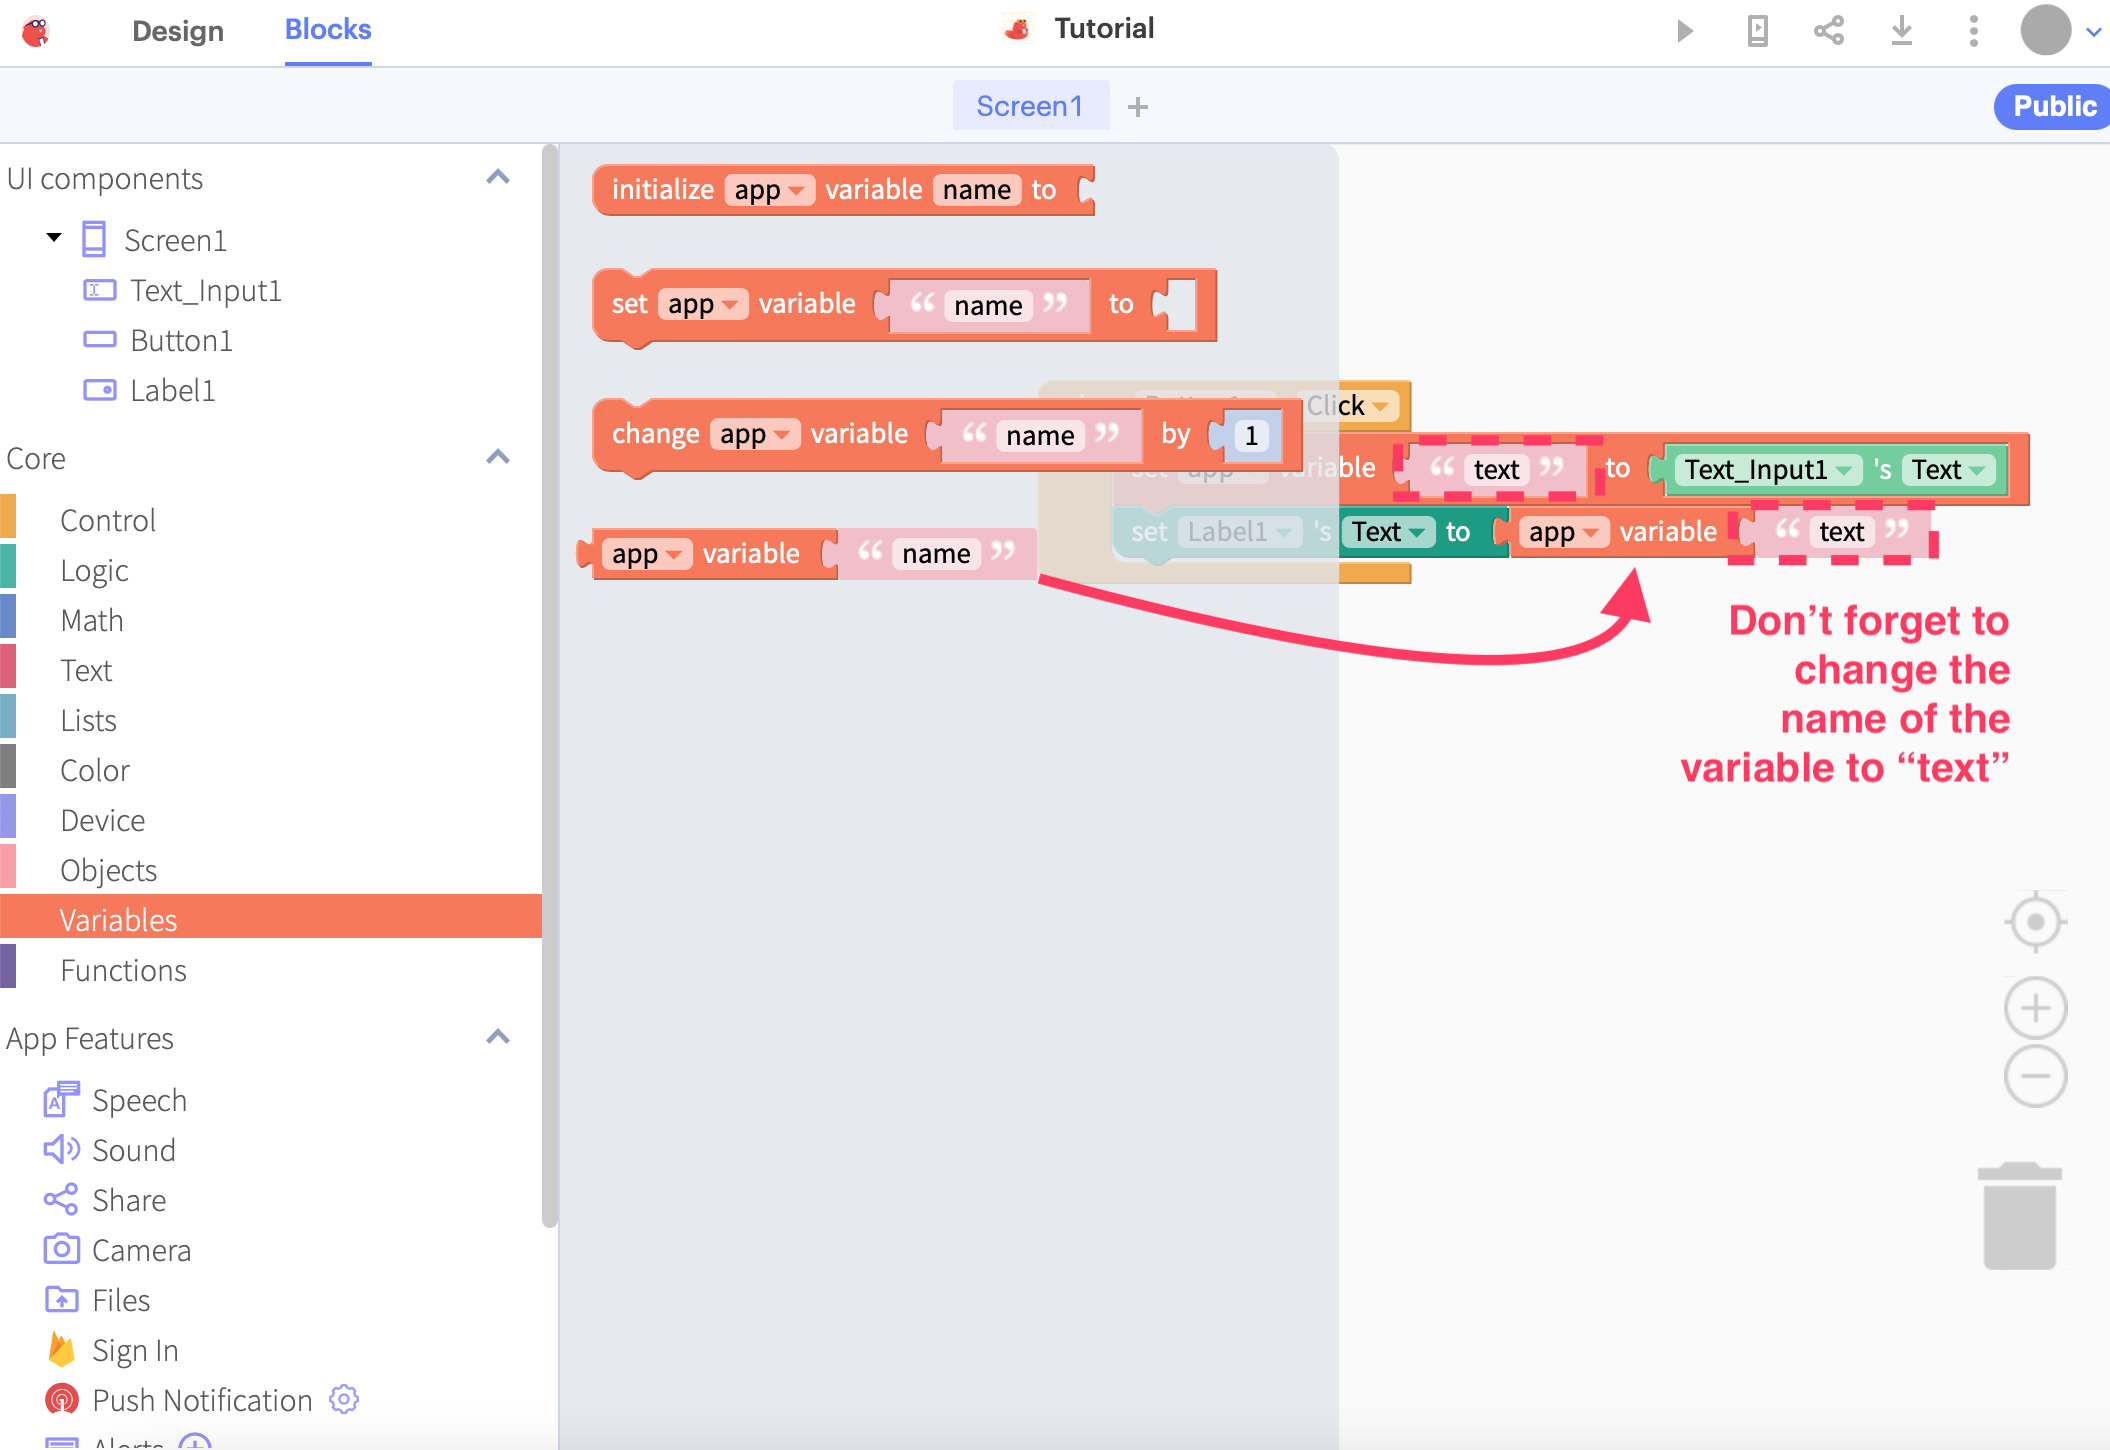 Design Blocks Tutorial
Screen1 +
Public
UI components
Screen1
Text_Input1
Button1
Label1
Core
Control
Logic
Math
Text
Lists
Color
Device
Objects
Variables
Functions
App Features
Speech
Sound
Share
Camera
Files
Sign In
Push Notification
Alerts
initialize app variable name to
set app variable “ name ” to
change app variable “ name ” by 1
app variable “ name ”
Click
set app variable “ text ” to Text_Input1 's Text
set Label1 's Text to app variable “ text ”
Don’t forget to
change the
name of the
variable to “text”